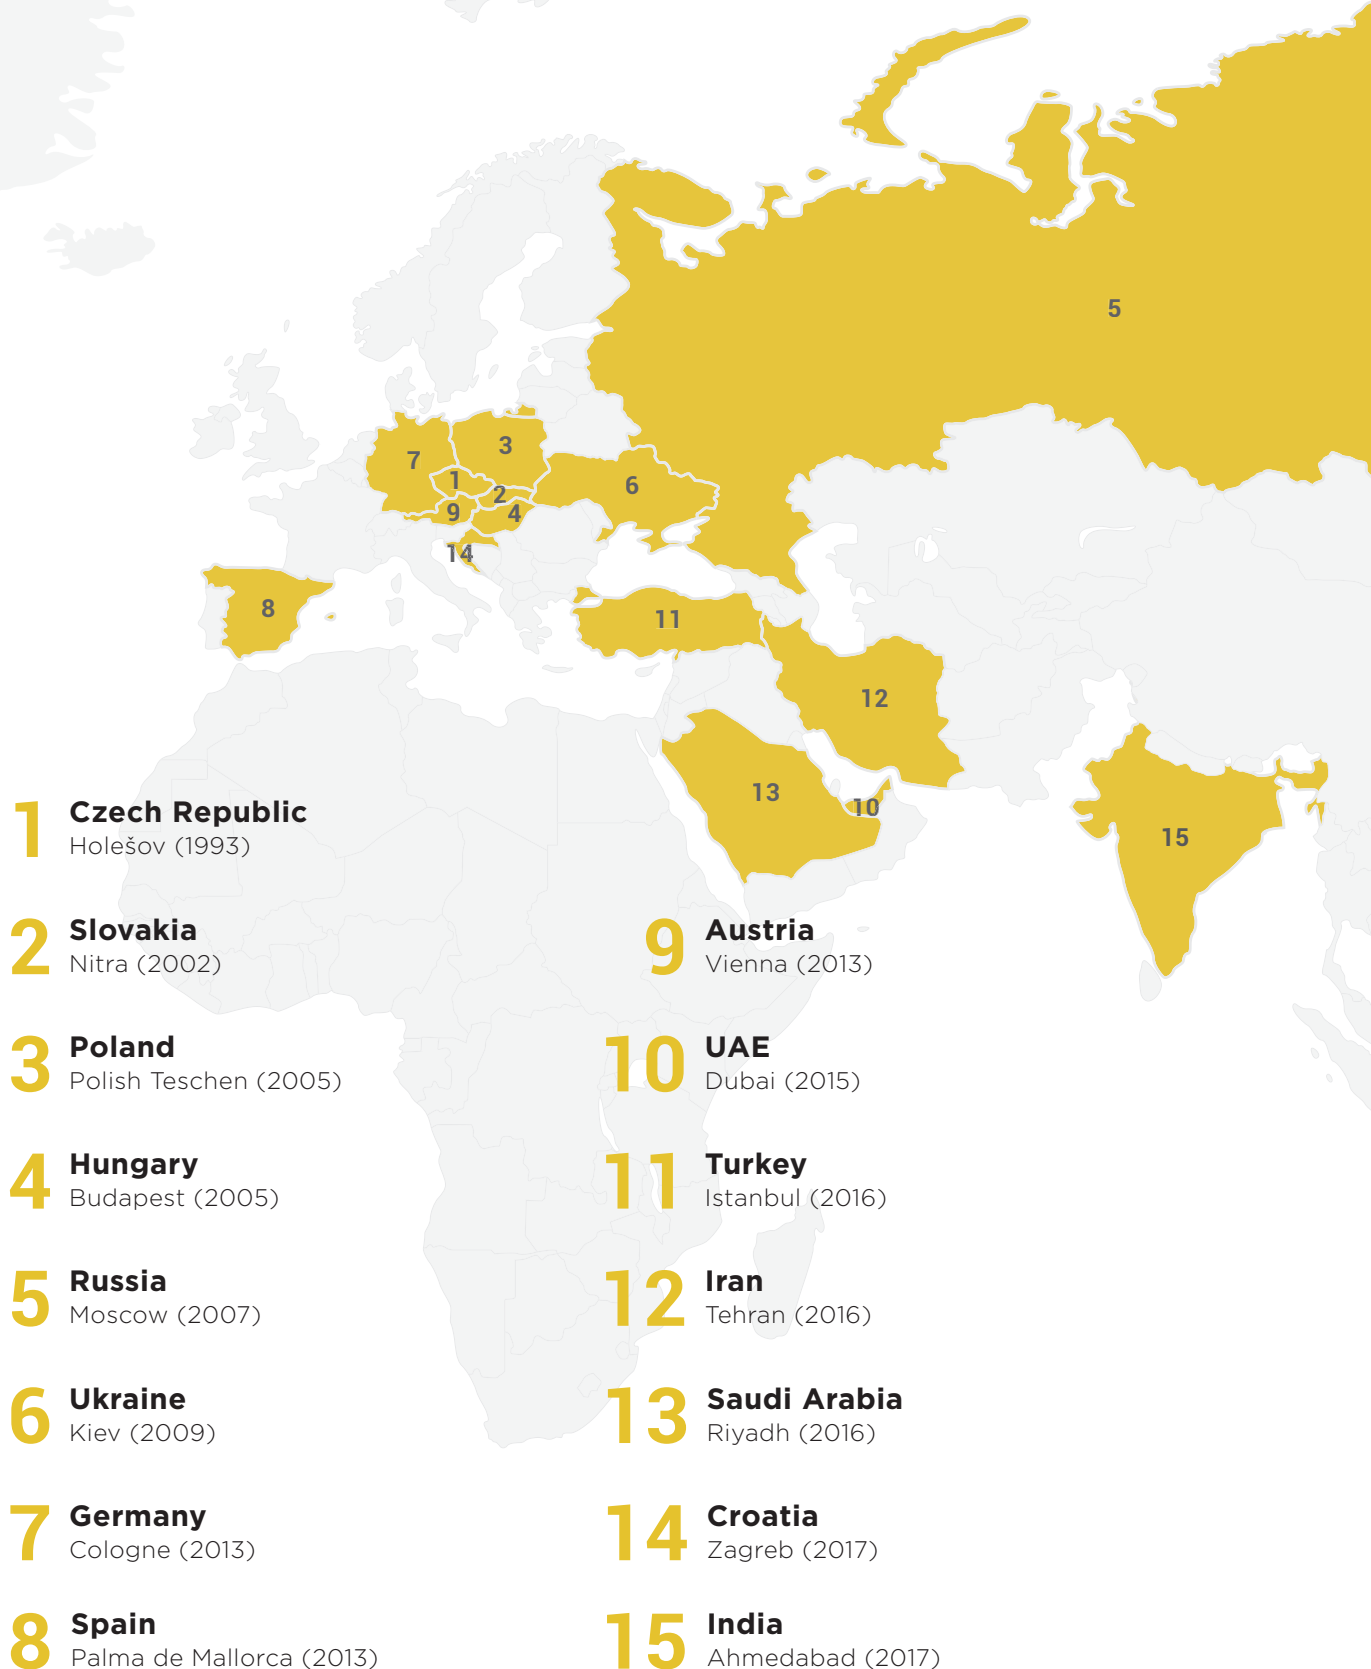 5
3
7
1
6
2
9
4
14
8
11
12
13
10
15
1
Czech Republic
Holešov (1993)
2
Slovakia
Nitra (2002)
3
Poland
Polish Teschen (2005)
4
Hungary
Budapest (2005)
5
Russia
Moscow (2007)
6
Ukraine
Kiev (2009)
7
Germany
Cologne (2013)
8
Spain
Palma de Mallorca (2013)
9
Austria
Vienna (2013)
10
UAE
Dubai (2015)
11
Turkey
Istanbul (2016)
12
Iran
Tehran (2016)
13
Saudi Arabia
Riyadh (2016)
14
Croatia
Zagreb (2017)
15
India
Ahmedabad (2017)